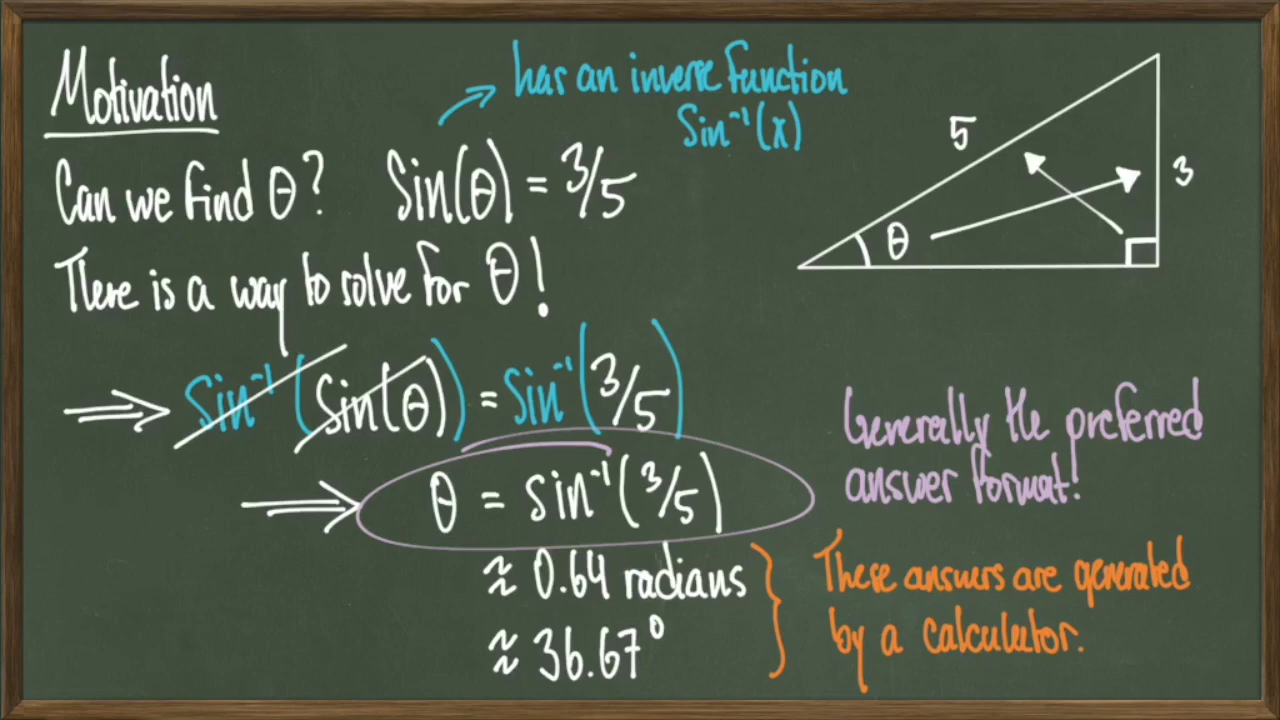 Motivation
has an inverse function
Sin⁻¹(x)
Can we find θ? Sin(θ) = 3/5
There is a way to solve for θ!
5
3
θ
⟹ Sin⁻¹(Sin(θ)) = Sin⁻¹(3/5)
⟹ θ = Sin⁻¹(3/5)
Generally the preferred
answer format!
≈ 0.64 radians
≈ 36.67°
These answers are generated
by a calculator.